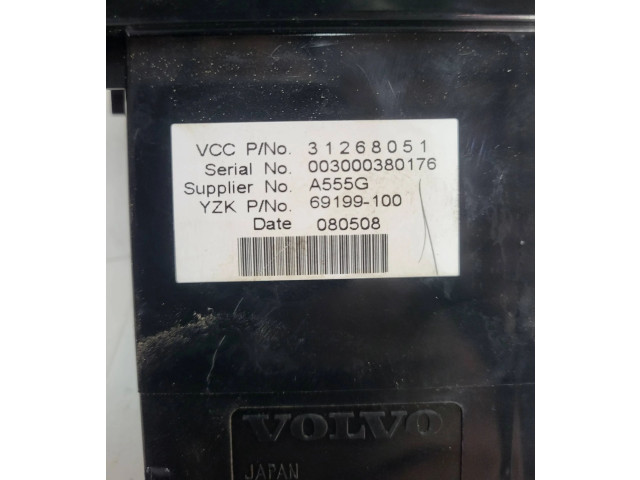 VCC P/No. 31268051
Serial No. 003000380176
Supplier No. A555G
YZK P/No. 69199-100
Date 080508
VOLVO
JAPAN